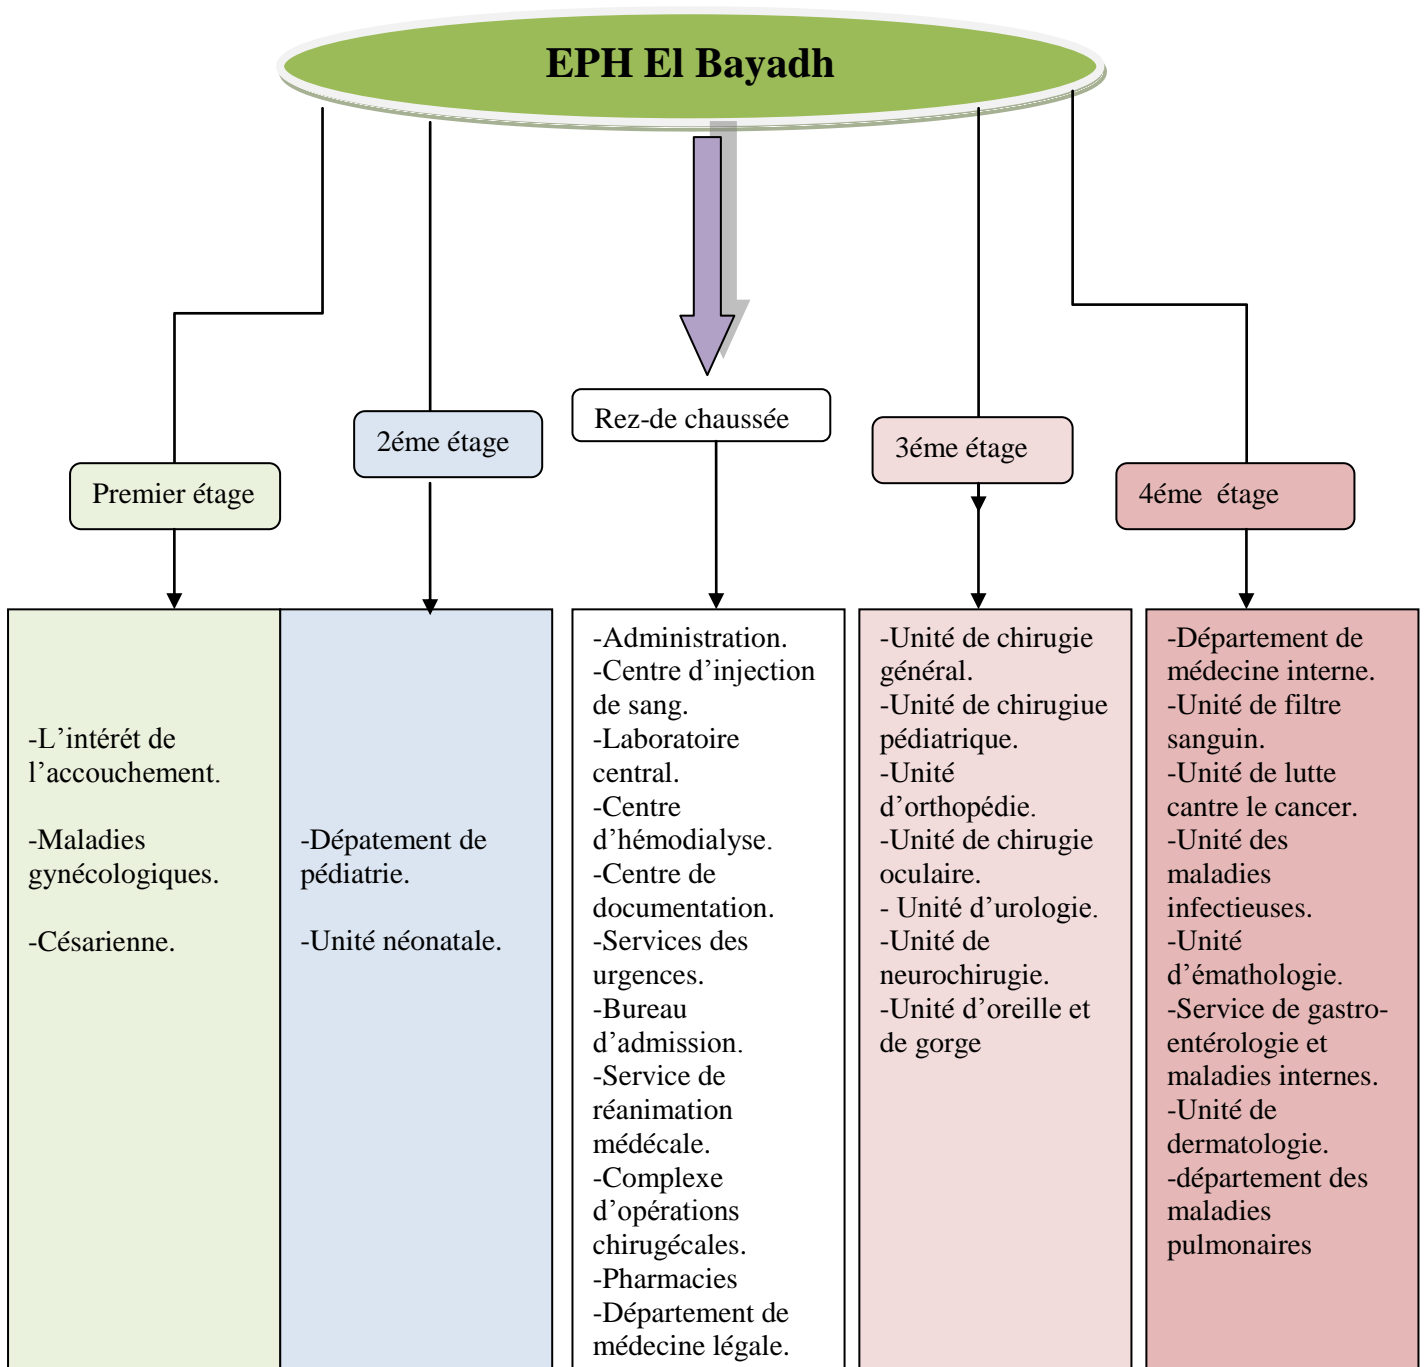 EPH El Bayadh
Premier étage
2éme étage
Rez-de chaussée
3éme étage
4éme  étage
-L’intérét de
l’accouchement.
-Maladies
gynécologiques.
-Césarienne.
-Dépatement de
pédiatrie.
-Unité néonatale.
-Administration.
-Centre d’injection
de sang.
-Laboratoire
central.
-Centre
d’hémodialyse.
-Centre de
documentation.
-Services des
urgences.
-Bureau
d’admission.
-Service de
réanimation
médécale.
-Complexe
d’opérations
chirugécales.
-Pharmacies
-Département de
médecine légale.
-Unité de chirugie
général.
-Unité de chirugiue
pédiatrique.
-Unité
d’orthopédie.
-Unité de chirugie
oculaire.
- Unité d’urologie.
-Unité de
neurochirugie.
-Unité d’oreille et
de gorge
-Département de
médecine interne.
-Unité de filtre
sanguin.
-Unité de lutte
cantre le cancer.
-Unité des
maladies
infectieuses.
-Unité
d’émathologie.
-Service de gastro-
entérologie et
maladies internes.
-Unité de
dermatologie.
-département des
maladies
pulmonaires